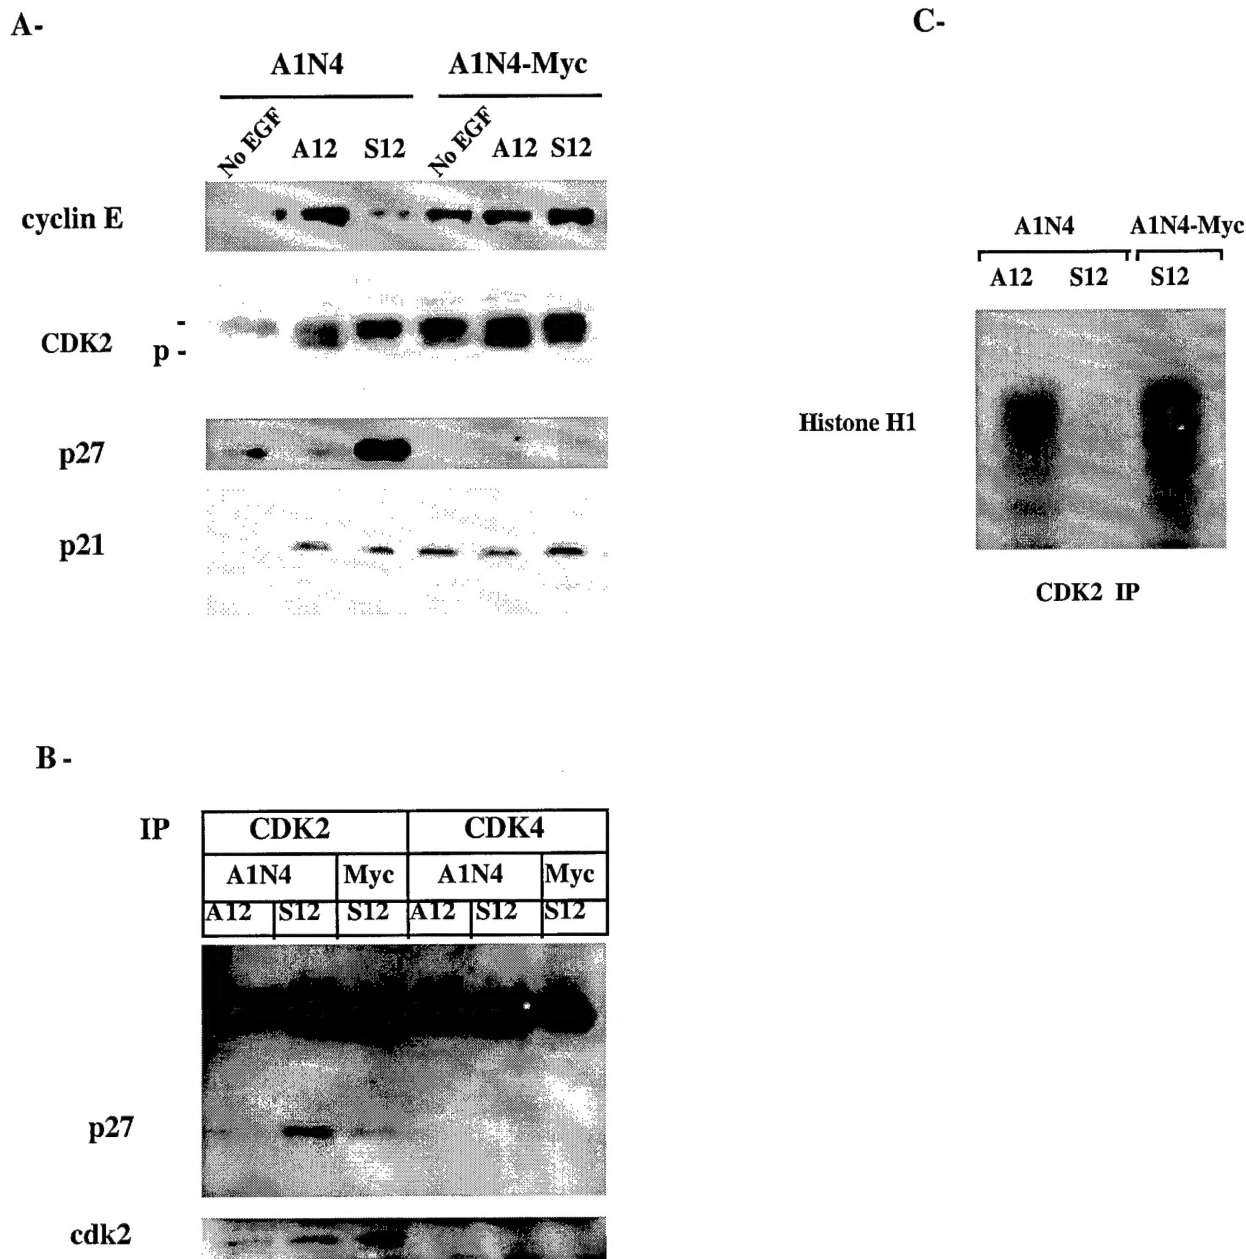 A-
A1N4 A1N4-Myc
No EGF A12 S12 No EGF A12 S12
cyclin E
-
CDK2 p -
p27
p21
C-
A1N4 A1N4-Myc
A12 S12 S12
Histone H1
CDK2 IP
B -
IP CDK2 CDK4
A1N4 Myc A1N4 Myc
A12 S12 S12 A12 S12 S12
p27
cdk2